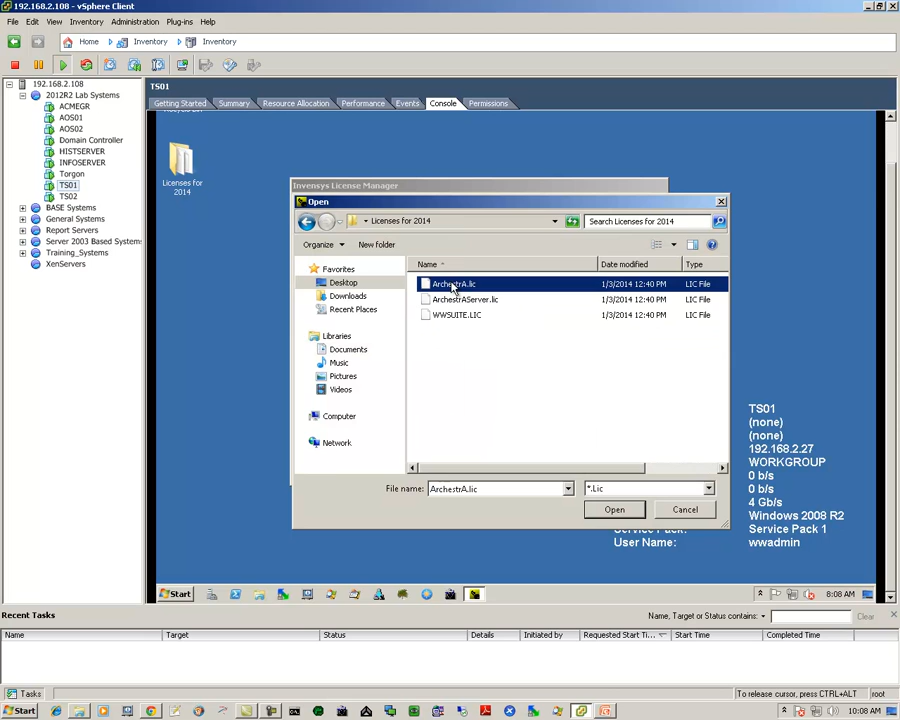 192.168.2.108 - vSphere Client
File Edit View Inventory Administration Plug-ins Help
Home Inventory Inventory
192.168.2.108
2012R2 Lab Systems
ACMEGR
AOS01
AOS02
Domain Controller
HISTSERVER
INFOSERVER
Torgon
TS01
TS02
BASE Systems
General Systems
Report Servers
Server 2003 Based Systems
Training_Systems
XenServers
TS01
Getting Started Summary Resource Allocation Performance Events Console Permissions
Licenses for
2014
Invensys License Manager
Open
Licenses for 2014
Search Licenses for 2014
Organize New folder
Favorites
Desktop
Downloads
Recent Places
Libraries
Documents
Music
Pictures
Videos
Computer
Network
Name Date modified Type
ArchestrA.lic 1/3/2014 12:40 PM LIC File
ArchestrAServer.lic 1/3/2014 12:40 PM LIC File
WWSUITE.LIC 1/3/2014 12:40 PM LIC File
File name: ArchestrA.lic *.Lic
Open Cancel
TS01
(none)
(none)
192.168.2.27
WORKGROUP
0 b/s
0 b/s
4 Gb/s
Windows 2008 R2
Service Pack 1
User Name: wwadmin
Start 8:08 AM
Recent Tasks
Name, Target or Status contains: Clear
Name Target Status Details Initiated by Requested Start Ti... Start Time Completed Time
Tasks To release cursor, press CTRL+ALT root
Start 10:08 AM